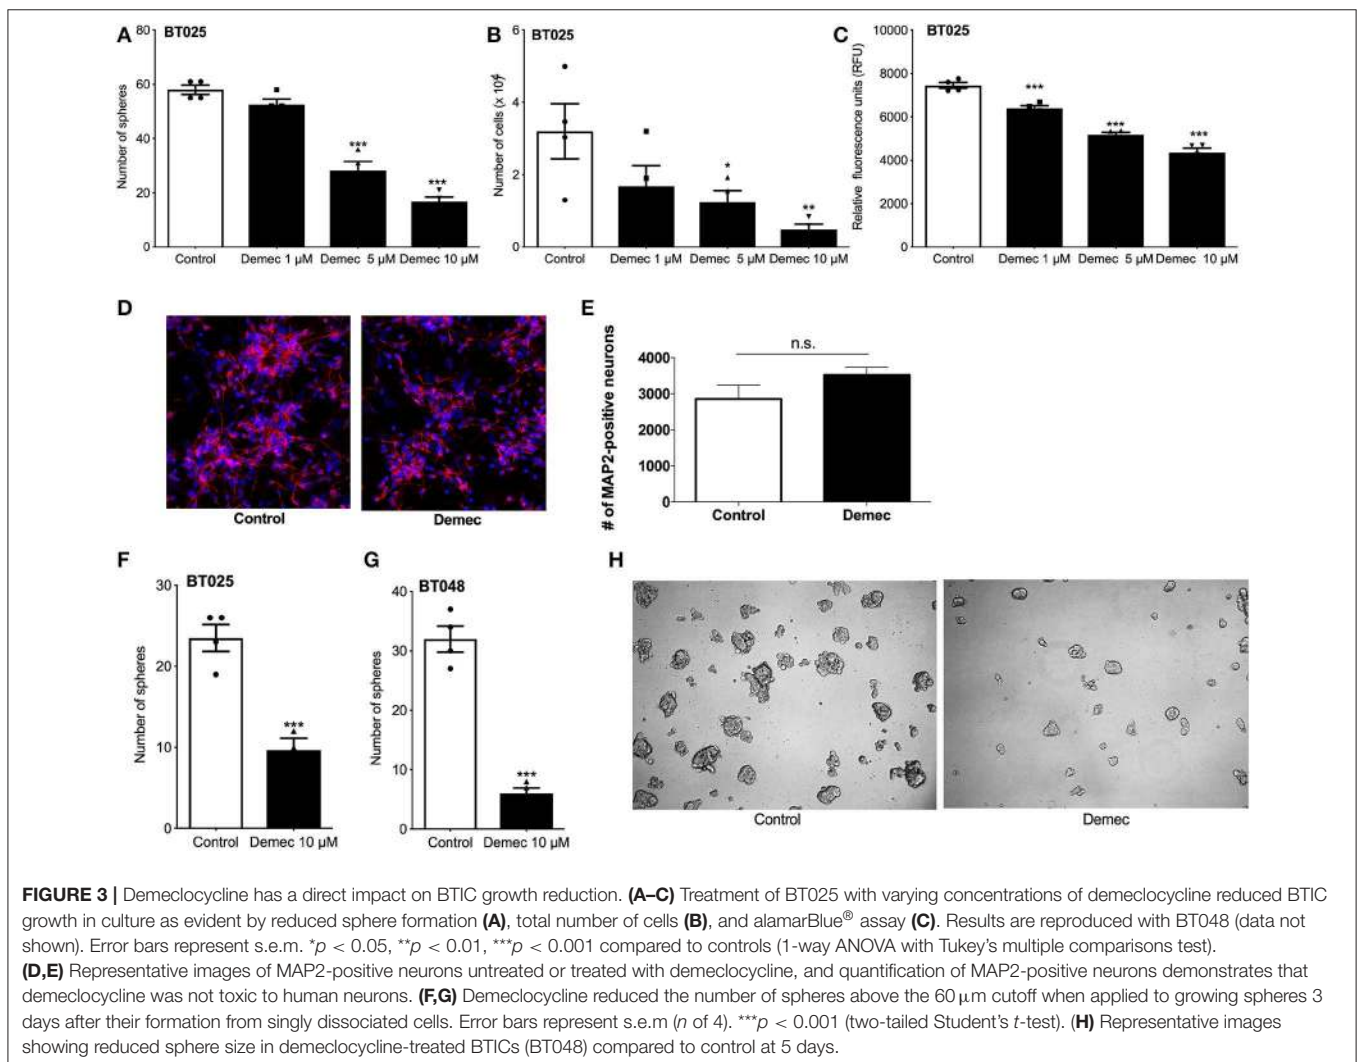 A
BT025
Number of spheres
80
60
40
20
0
***
***
Control Demec 1 µM Demec 5 µM Demec 10 µM
B
BT025
Number of cells (x 10⁴)
6
4
2
0
*
**
Control Demec 1 µM Demec 5 µM Demec 10 µM
C
BT025
Relative fluorescence units (RFU)
10000
8000
6000
4000
2000
0
***
***
***
Control Demec 1 µM Demec 5 µM Demec 10 µM
D
Control Demec
E
# of MAP2-positive neurons
4000
3000
2000
1000
0
n.s.
Control Demec
F
BT025
Number of spheres
30
20
10
0
***
Control Demec 10 µM
G
BT048
Number of spheres
40
30
20
10
0
***
Control Demec 10 µM
H
Control Demec
FIGURE 3 | Demeclocycline has a direct impact on BTIC growth reduction. (A–C) Treatment of BT025 with varying concentrations of demeclocycline reduced BTIC
growth in culture as evident by reduced sphere formation (A), total number of cells (B), and alamarBlue® assay (C). Results are reproduced with BT048 (data not
shown). Error bars represent s.e.m. *p < 0.05, **p < 0.01, ***p < 0.001 compared to controls (1-way ANOVA with Tukey's multiple comparisons test).
(D,E) Representative images of MAP2-positive neurons untreated or treated with demeclocycline, and quantification of MAP2-positive neurons demonstrates that
demeclocycline was not toxic to human neurons. (F,G) Demeclocycline reduced the number of spheres above the 60 µm cutoff when applied to growing spheres 3
days after their formation from singly dissociated cells. Error bars represent s.e.m (n of 4). ***p < 0.001 (two-tailed Student's t-test). (H) Representative images
showing reduced sphere size in demeclocycline-treated BTICs (BT048) compared to control at 5 days.